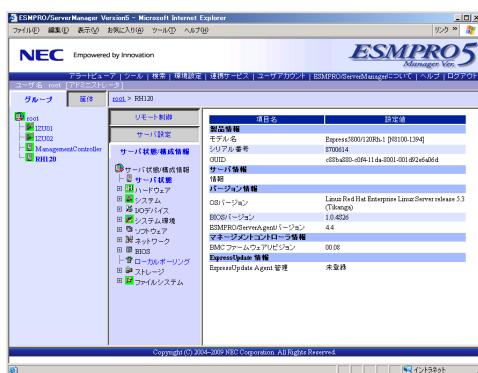 ESMPRO/ServerManager Version5 - Microsoft Internet Explorer
ファイル(F) 編集(E) 表示(V) お気に入り(A) ツール(T) ヘルプ(H)
リンク »
NEC Empowered by Innovation
ESMPRO5
Manager Ver.
アラートビューア | ツール | 検索 | 環境設定 | 連携サービス | ユーザアカウント | ESMPRO/ServerManagerについて | ヘルプ | ログアウト
ユーザ名 : root [アドミニストレータ]
グループ
筐体
root > RH120
root
IZU01
IZU02
ManagementController
RH120
リモート制御
サーバ設定
サーバ状態/構成情報
サーバ状態/構成情報
サーバ状態
ハードウェア
システム
I/Oデバイス
システム環境
ソフトウェア
ネットワーク
BIOS
ローカルポーリング
ストレージ
ファイルシステム
項目名 設定値
製品情報
モデル名 Express5800/120Rh-1 [N8100-1394]
シリアル番号 8700614
GUID c88ba880-c0f4-11da-8001-001d92e6a06d
サーバ情報
情報
バージョン情報
OSバージョン Linux Red Hat Enterprise Linux Server release 5.3 (Tikanga)
BIOSバージョン 1.0.4S26
ESMPRO/ServerAgentバージョン 4.4
マネージメントコントローラ情報
BMCファームウェアリビジョン 00.08
ExpressUpdate 情報
ExpressUpdate Agent 管理 未登録
Copyright (C) 2004-2009 NEC Corporation. All Rights Reserved.
イントラネット